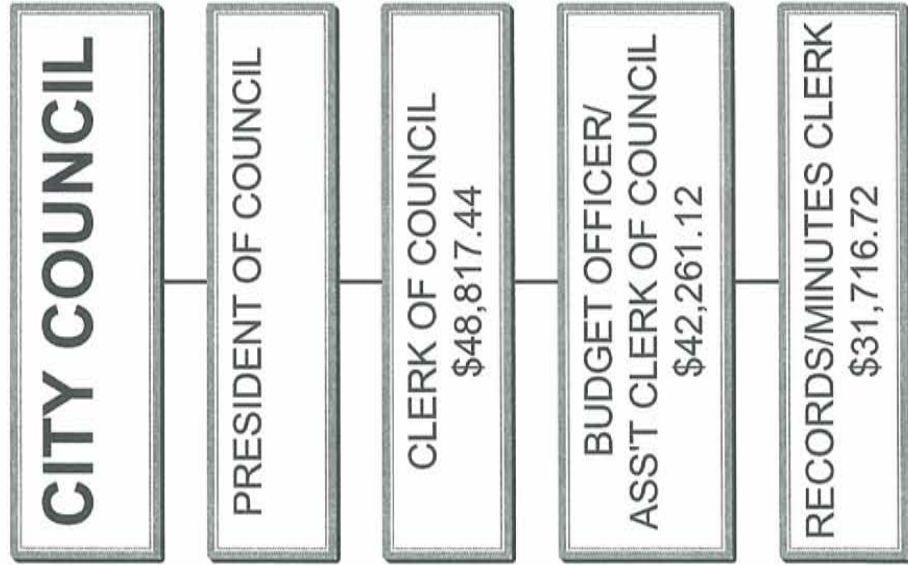 CITY COUNCIL
PRESIDENT OF COUNCIL
CLERK OF COUNCIL
$48,817.44
BUDGET OFFICER/
ASS'T CLERK OF COUNCIL
$42,261.12
RECORDS/MINUTES CLERK
$31,716.72